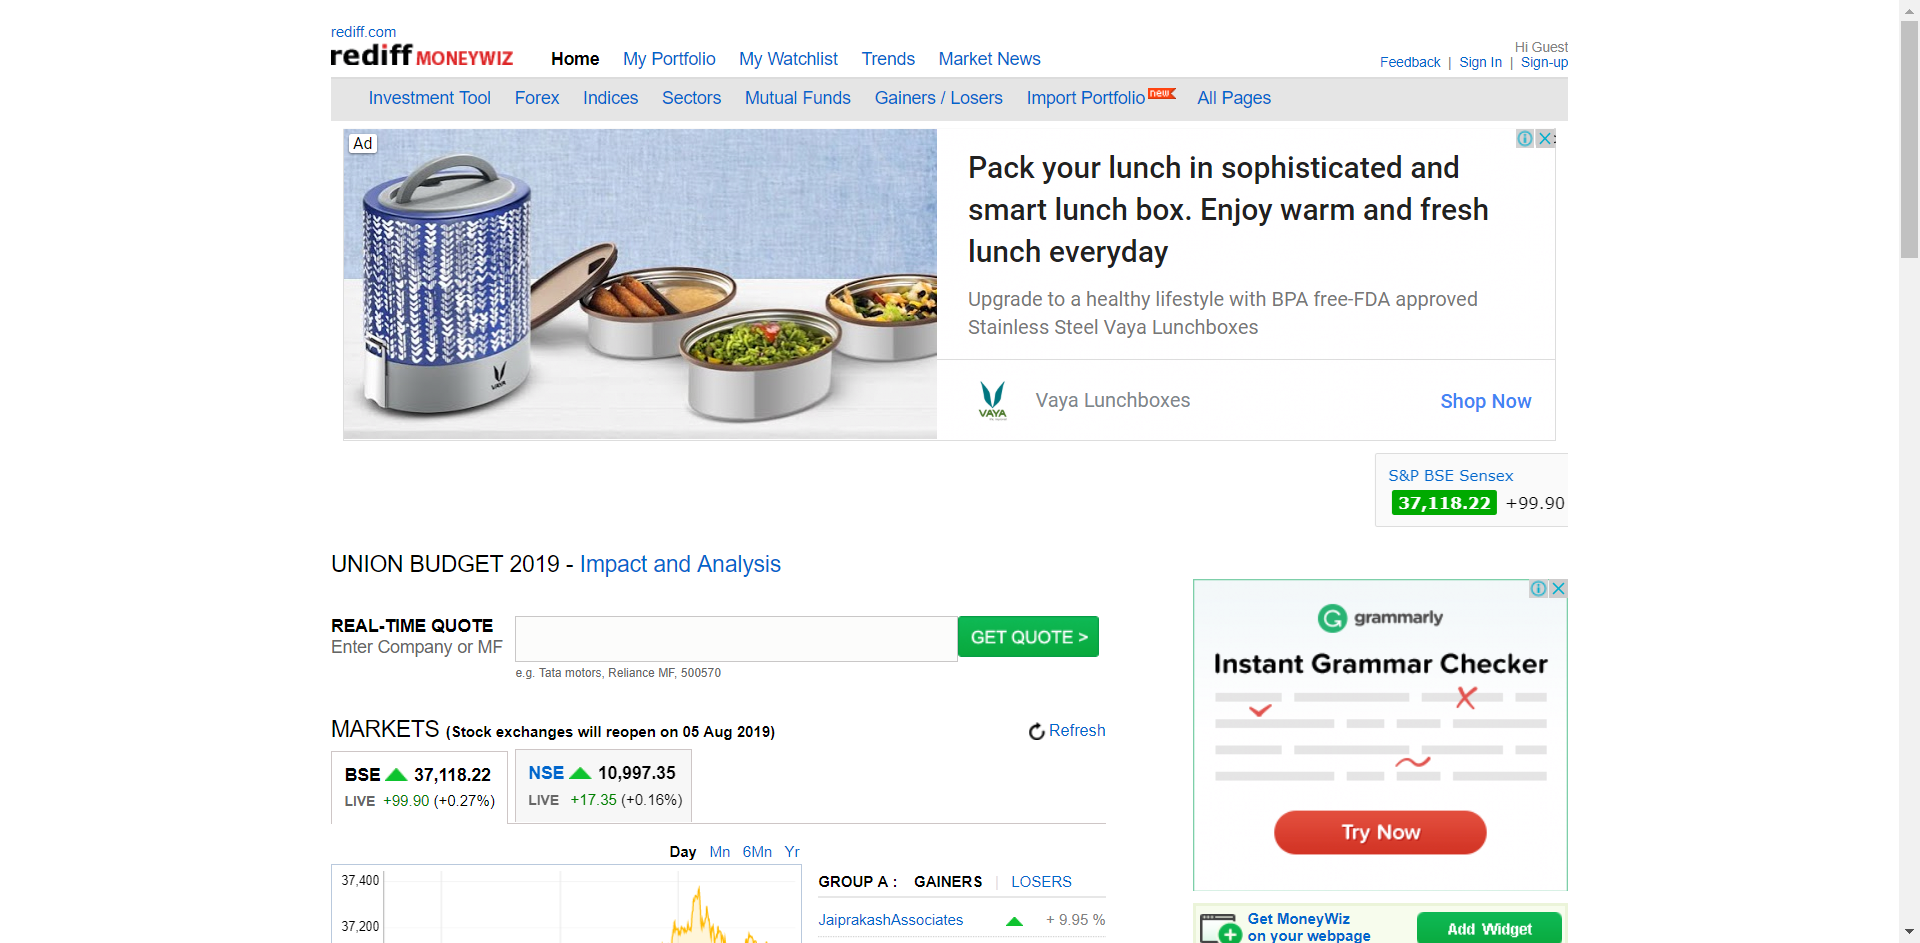 rediff.com
rediff MONEYWIZ
Home My Portfolio My Watchlist Trends Market News
Hi Guest
Feedback | Sign In | Sign-up
Investment Tool Forex Indices Sectors Mutual Funds Gainers / Losers Import Portfolio new All Pages
Ad
Pack your lunch in sophisticated and
smart lunch box. Enjoy warm and fresh
lunch everyday
Upgrade to a healthy lifestyle with BPA free-FDA approved
Stainless Steel Vaya Lunchboxes
VAYA
VAYA
Vaya Lunchboxes
Shop Now
S&P BSE Sensex
37,118.22 +99.90
UNION BUDGET 2019 - Impact and Analysis
REAL-TIME QUOTE
Enter Company or MF
GET QUOTE >
e.g. Tata motors, Reliance MF, 500570
grammarly
Instant Grammar Checker
Try Now
MARKETS (Stock exchanges will reopen on 05 Aug 2019)
Refresh
BSE 37,118.22
LIVE +99.90 (+0.27%)
NSE 10,997.35
LIVE +17.35 (+0.16%)
Day Mn 6Mn Yr
37,400
37,200
GROUP A : GAINERS | LOSERS
JaiprakashAssociates + 9.95 %
Get MoneyWiz
on your webpage
Add Widget